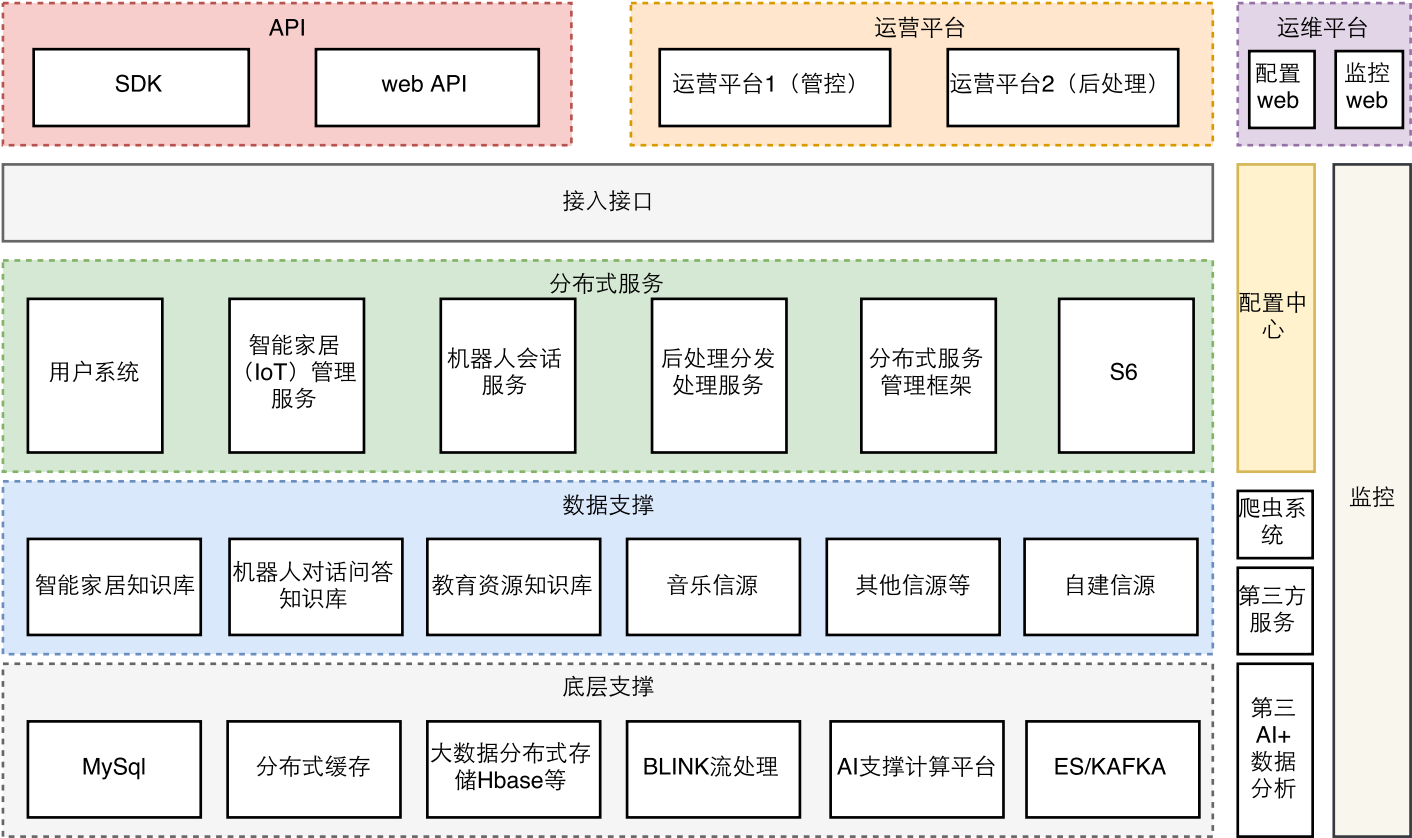 API
SDK
web API
运营平台
运营平台1（管控）
运营平台2（后处理）
运维平台
配置
web
监控
web
接入接口
分布式服务
用户系统
智能家居
（IoT）管理
服务
机器人会话
服务
后处理分发
处理服务
分布式服务
管理框架
S6
配置中
心
监控
数据支撑
智能家居知识库
机器人对话问答
知识库
教育资源知识库
音乐信源
其他信源等
自建信源
爬虫系
统
第三方
服务
底层支撑
MySql
分布式缓存
大数据分布式存
储Hbase等
BLINK流处理
AI支撑计算平台
ES/KAFKA
第三
AI+
数据
分析